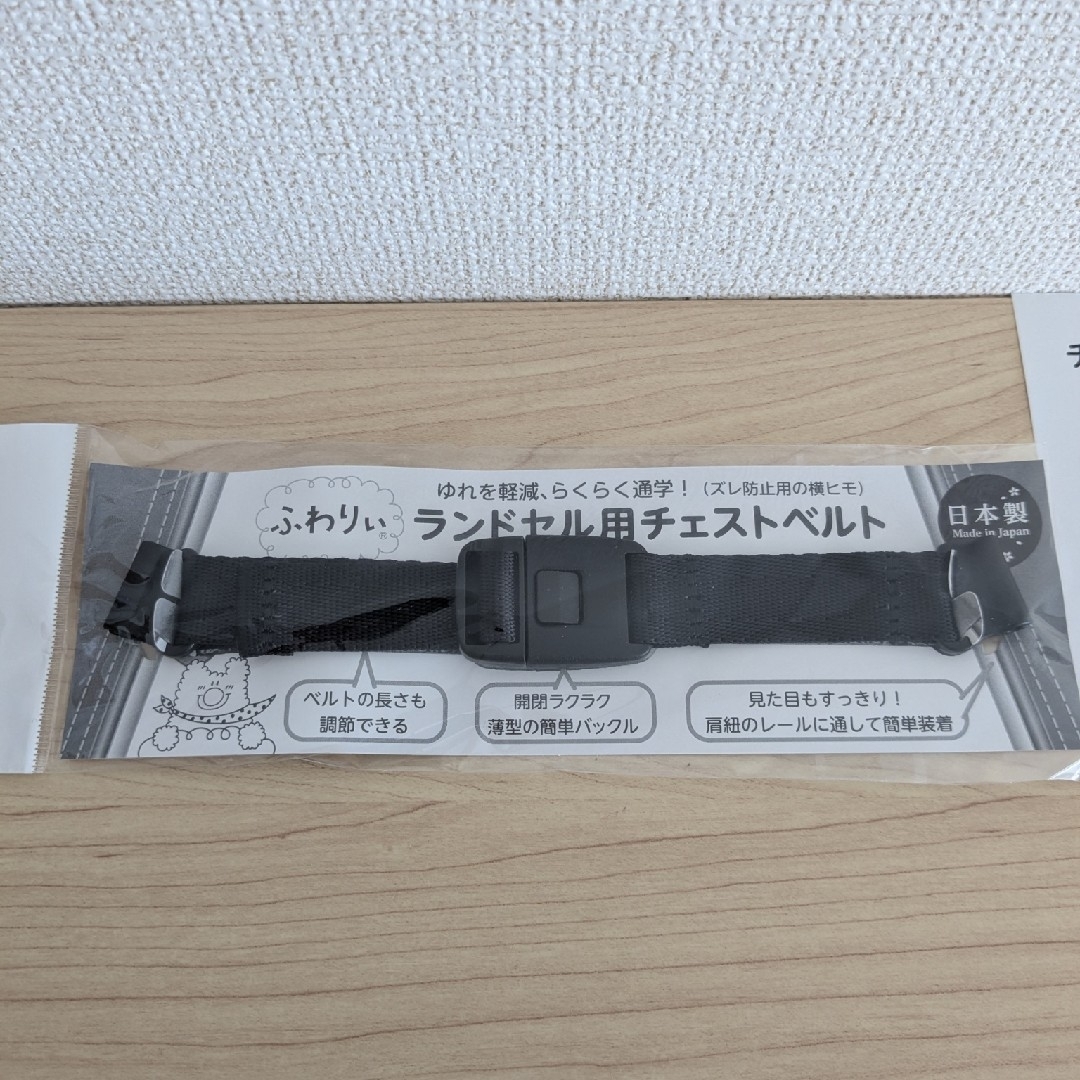 ゆれを軽減、らくらく通学！（ズレ防止用の横ヒモ）
ふわりぃ®
ランドセル用チェストベルト
日本製
Made in Japan
ベルトの長さも
調節できる
開閉ラクラク
薄型の簡単バックル
見た目もすっきり！
肩紐のレールに通して簡単装着